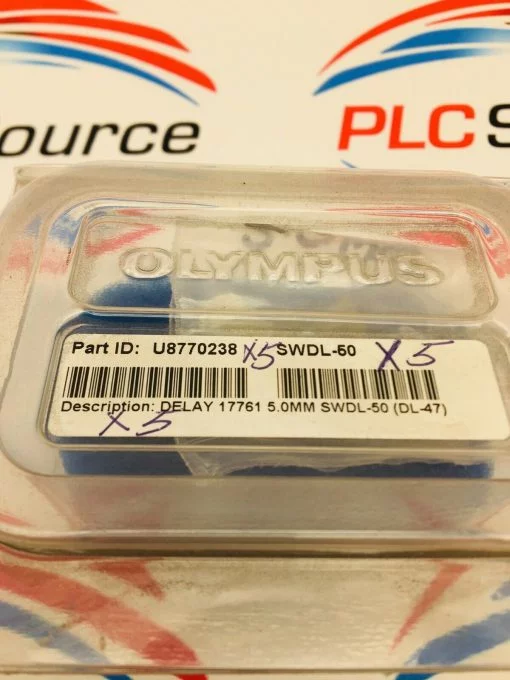 ource
PLC S
OLYMPUS
Part ID: U8770238 X5 SWDL-50 X5
Description: DELAY 17761 5.0MM SWDL-50 (DL-47)
X5